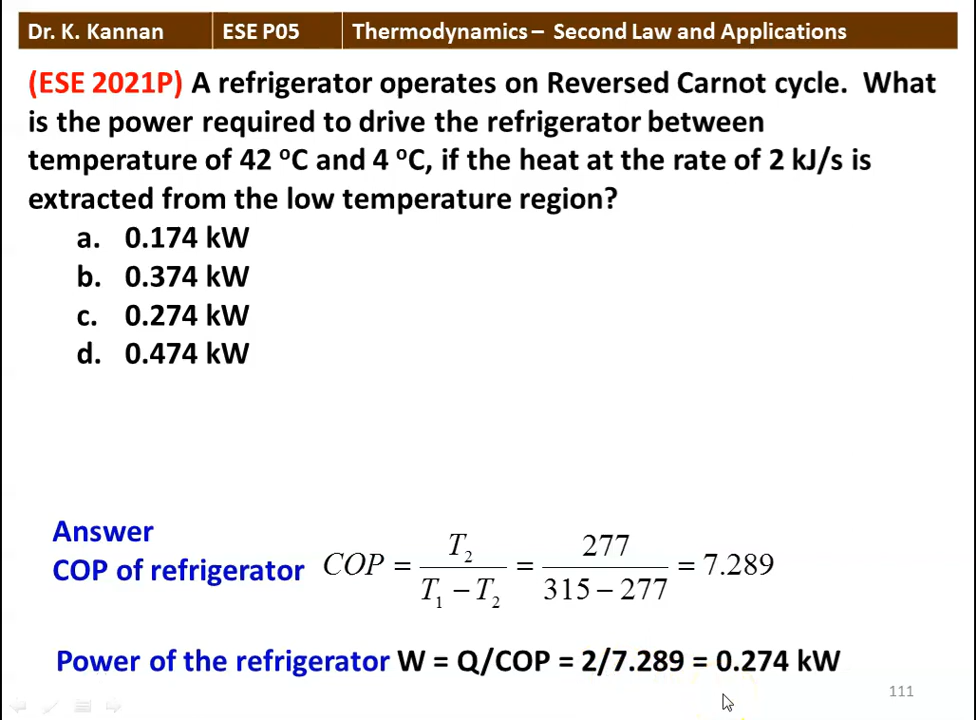 Dr. K. Kannan ESE P05 Thermodynamics – Second Law and Applications
(ESE 2021P) A refrigerator operates on Reversed Carnot cycle. What
is the power required to drive the refrigerator between
temperature of 42 ºC and 4 ºC, if the heat at the rate of 2 kJ/s is
extracted from the low temperature region?
a. 0.174 kW
b. 0.374 kW
c. 0.274 kW
d. 0.474 kW
Answer
COP of refrigerator COP = T₂ / (T₁ – T₂) = 277 / (315 – 277) = 7.289
Power of the refrigerator W = Q/COP = 2/7.289 = 0.274 kW
111